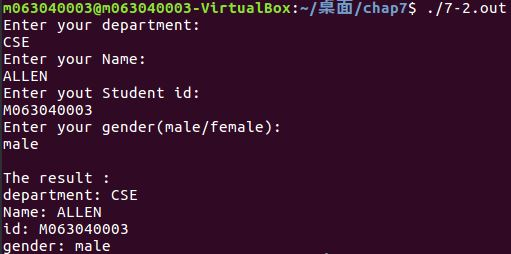 m063040003@m063040003-VirtualBox:~/桌面/chap7$ ./7-2.out
Enter your department:
CSE
Enter your Name:
ALLEN
Enter yout Student id:
M063040003
Enter your gender(male/female):
male

The result :
department: CSE
Name: ALLEN
id: M063040003
gender: male